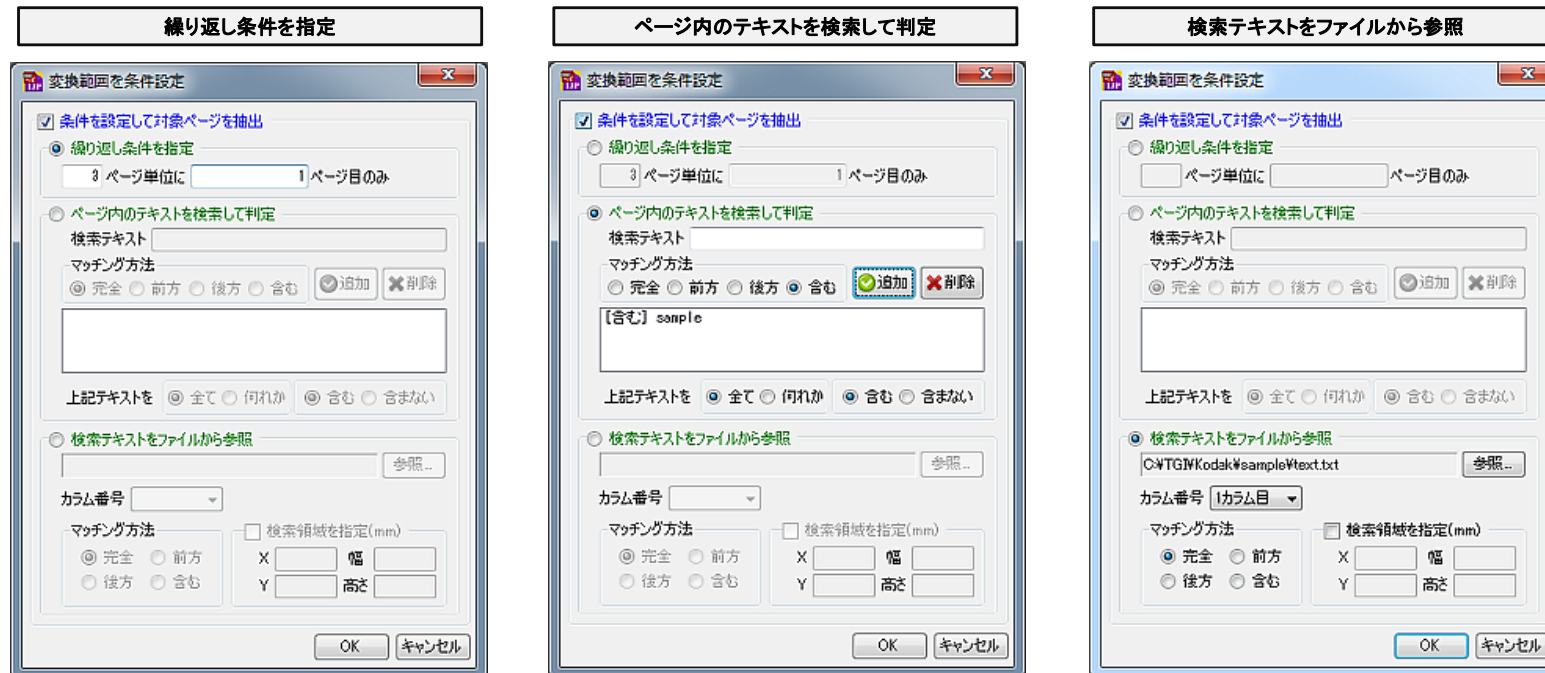 繰り返し条件を指定
変換範囲を条件設定
条件を設定して対象ページを抽出
繰り返し条件を指定
3 ページ単位に 1 ページ目のみ
ページ内のテキストを検索して判定
検索テキスト
マッチング方法
完全 前方 後方 含む 追加 削除
上記テキストを 全て 何れか 含む 含まない
検索テキストをファイルから参照
参照...
カラム番号
マッチング方法 検索領域を指定(mm)
完全 前方 X 幅
後方 含む Y 高さ
OK キャンセル
ページ内のテキストを検索して判定
変換範囲を条件設定
条件を設定して対象ページを抽出
繰り返し条件を指定
3 ページ単位に 1 ページ目のみ
ページ内のテキストを検索して判定
検索テキスト
マッチング方法
完全 前方 後方 含む 追加 削除
[含む] sample
上記テキストを 全て 何れか 含む 含まない
検索テキストをファイルから参照
参照...
カラム番号
マッチング方法 検索領域を指定(mm)
完全 前方 X 幅
後方 含む Y 高さ
OK キャンセル
検索テキストをファイルから参照
変換範囲を条件設定
条件を設定して対象ページを抽出
繰り返し条件を指定
ページ単位に ページ目のみ
ページ内のテキストを検索して判定
検索テキスト
マッチング方法
完全 前方 後方 含む 追加 削除
上記テキストを 全て 何れか 含む 含まない
検索テキストをファイルから参照
C:¥TGI¥Kodak¥sample¥text.txt 参照...
カラム番号 1カラム目
マッチング方法 検索領域を指定(mm)
完全 前方 X 幅
後方 含む Y 高さ
OK キャンセル